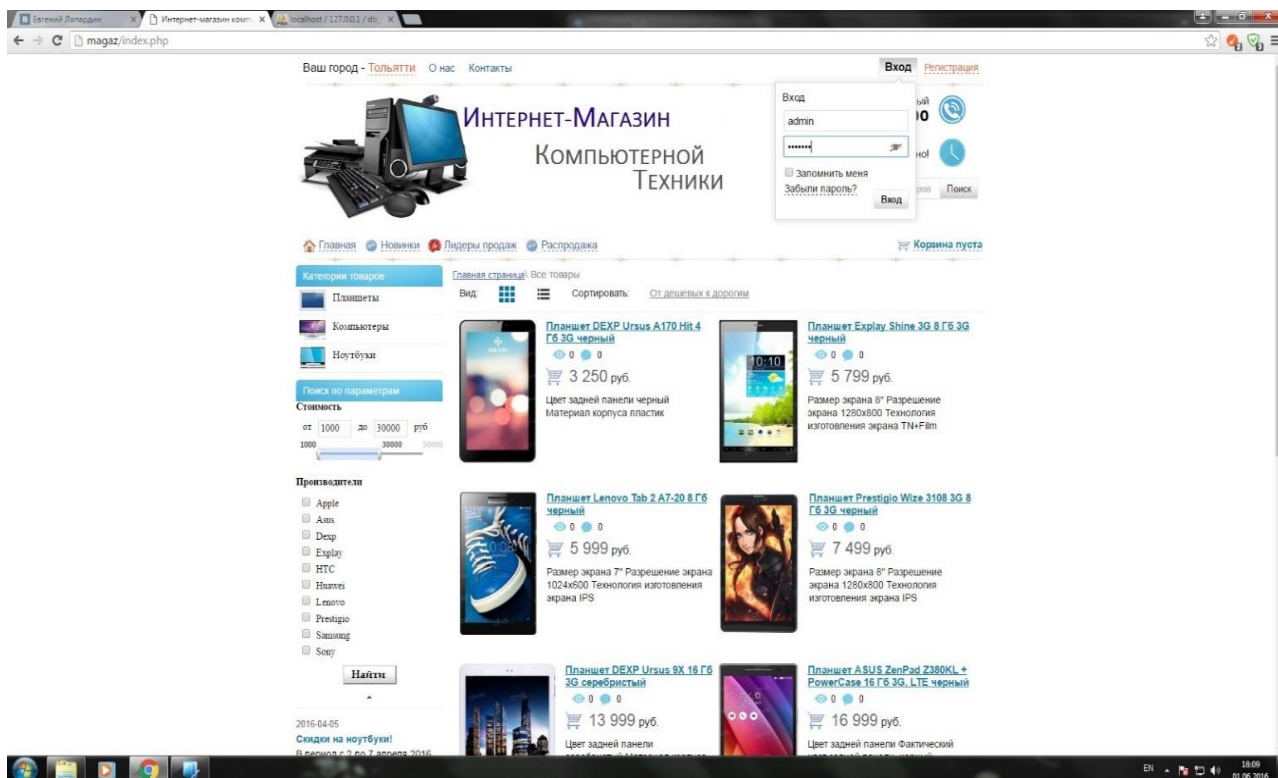 Евгений Лапардин
Интернет-магазин комп
localhost / 127.0.0.1 / db_
magaz/index.php
Ваш город - Тольятти О нас Контакты
Вход Регистрация
Интернет-Магазин
Компьютерной
Техники
Вход
admin
•••••••
Запомнить меня
Забыли пароль?
Вход
Поиск
Главная Новинки Лидеры продаж Распродажа
Корзина пуста
Категории товаров
Планшеты
Компьютеры
Ноутбуки
Поиск по параметрам
Стоимость
от 1000 до 30000 руб
1000 30000 50000
Производители
Apple
Asus
Dexp
Explay
HTC
Huawei
Lenovo
Prestigio
Samsung
Sony
Найти
2016-04-05
Скидки на ноутбуки!
В период с 2 по 7 апреля 2016
Главная страница\ Все товары
Вид: Сортировать: От дешевых к дорогим
Планшет DEXP Ursus A170 Hit 4
Гб 3G черный
0 0
3 250 руб.
Цвет задней панели черный
Материал корпуса пластик
10:10
Планшет Explay Shine 3G 8 Гб 3G
черный
0 0
5 799 руб.
Размер экрана 8" Разрешение
экрана 1280x800 Технология
изготовления экрана TN+Film
Планшет Lenovo Tab 2 A7-20 8 Гб
черный
0 0
5 999 руб.
Размер экрана 7" Разрешение экрана
1024x600 Технология изготовления
экрана IPS
Планшет Prestigio Wize 3108 3G 8
Гб 3G черный
0 0
7 499 руб.
Размер экрана 8" Разрешение
экрана 1280x800 Технология
изготовления экрана IPS
Планшет DEXP Ursus 9X 16 Гб
3G серебристый
0 0
13 999 руб.
Цвет задней панели
Планшет ASUS ZenPad Z380KL +
PowerCase 16 Гб 3G, LTE черный
0 0
16 999 руб.
Цвет задней панели Фактический
EN
18:09
01.06.2016